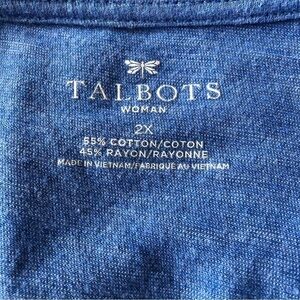 TALBOTS
WOMAN
2X
55% COTTON/COTON
45% RAYON/RAYONNE
MADE IN VIETNAM/FABRIQUÉ AU VIETNAM